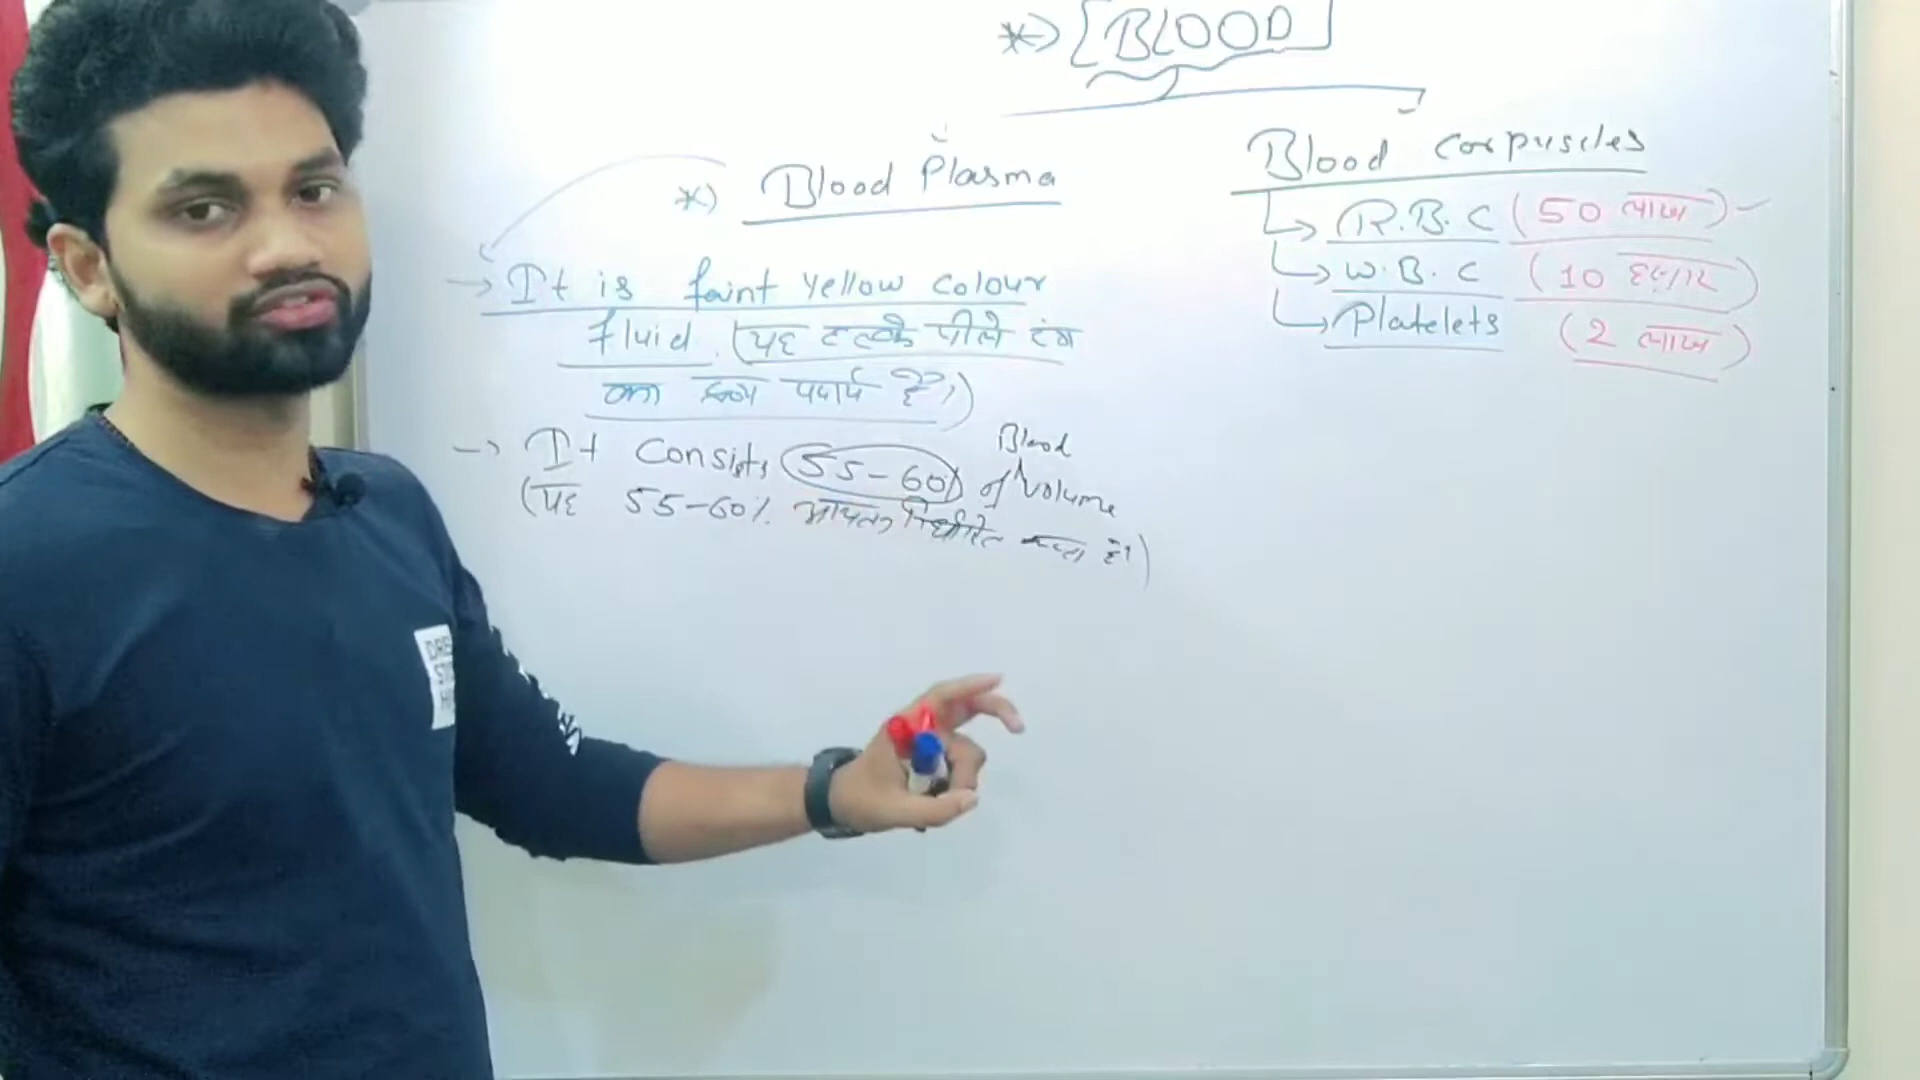 *→ [BLOOD]
*) Blood Plasma
→ It is faint yellow colour
fluid. (यह हल्के पीले रंग
का द्रव्य पदार्थ है।)
→ It Consists 55-60% of Blood Volume
(यह 55-60% आयतन निर्धारित करता है।)
Blood Corpuscles
→ R.B.C (50 लाख)
→ W.B.C (10 हजार)
→ Platelets (2 लाख)